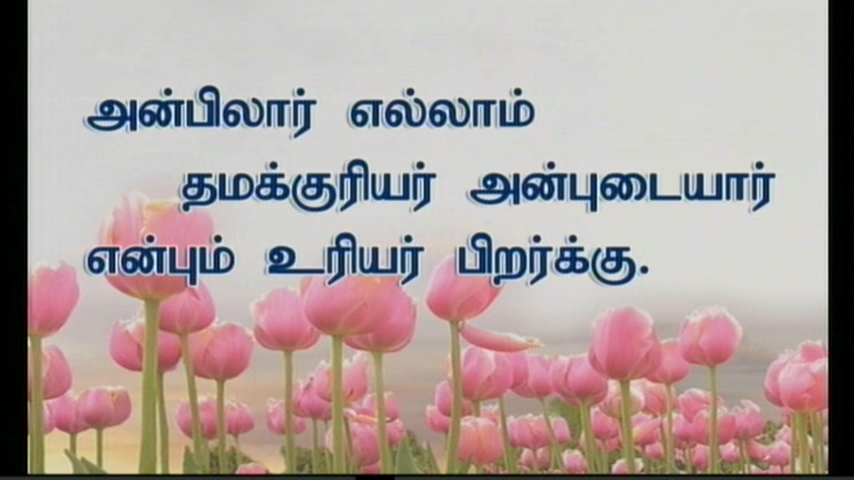 அன்பிலார் எல்லாம்
தமக்குரியர் அன்புடையார்
என்பும் உரியர் பிறர்க்கு.